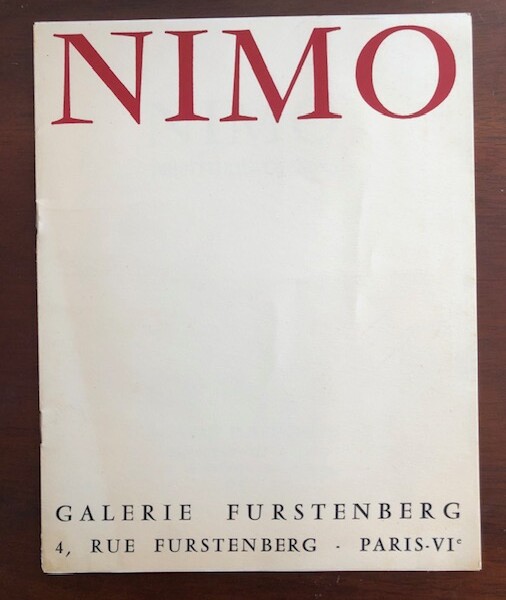 NIMO
GALERIE FURSTENBERG
4, RUE FURSTENBERG - PARIS-VIᵉ